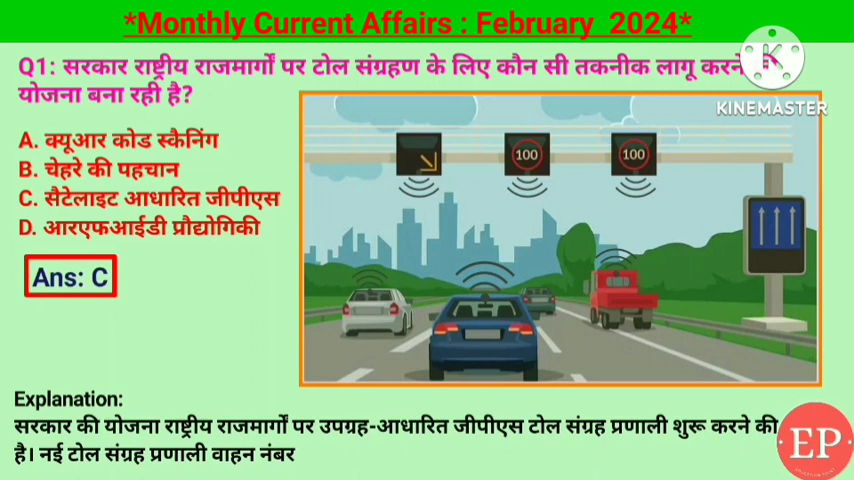 *Monthly Current Affairs : February 2024*
Q1: सरकार राष्ट्रीय राजमार्गों पर टोल संग्रहण के लिए कौन सी तकनीक लागू करने
योजना बना रही है?
KINEMASTER
A. क्यूआर कोड स्कैनिंग
B. चेहरे की पहचान
C. सैटेलाइट आधारित जीपीएस
D. आरएफआईडी प्रौद्योगिकी
Ans: C
100
100
Explanation:
सरकार की योजना राष्ट्रीय राजमार्गों पर उपग्रह-आधारित जीपीएस टोल संग्रह प्रणाली शुरू करने की
है। नई टोल संग्रह प्रणाली वाहन नंबर
EP